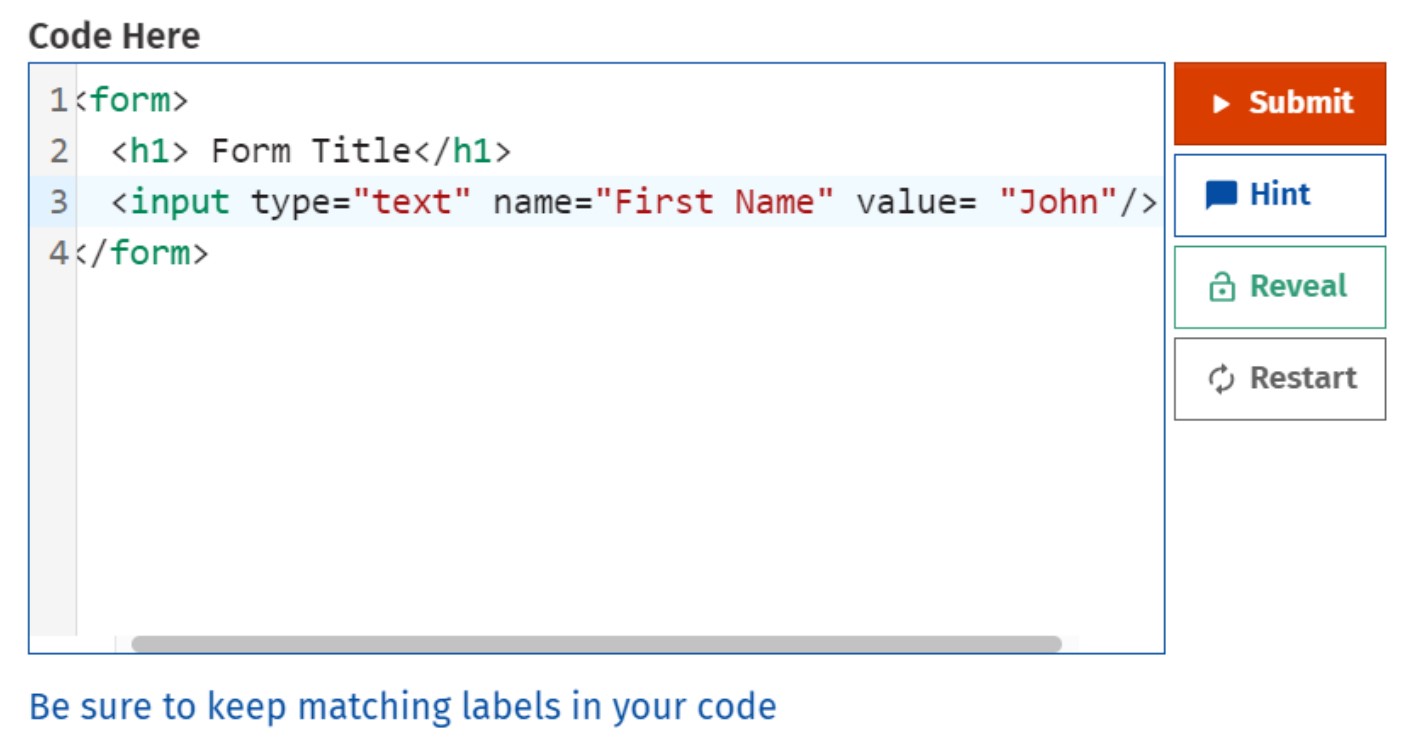 Code Here
1<form>
2 <h1> Form Title</h1>
3 <input type="text" name="First Name" value= "John"/>
4</form>
Submit
Hint
Reveal
Restart
Be sure to keep matching labels in your code